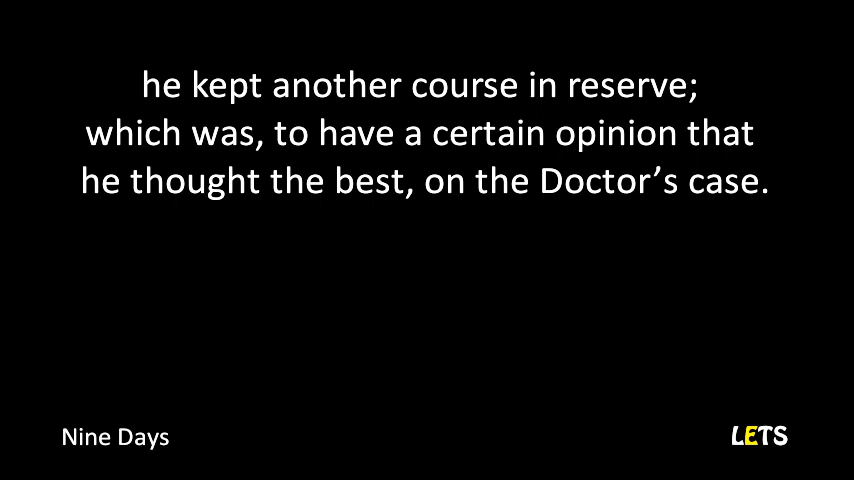 he kept another course in reserve;
which was, to have a certain opinion that
he thought the best, on the Doctor’s case.
Nine Days
LETS